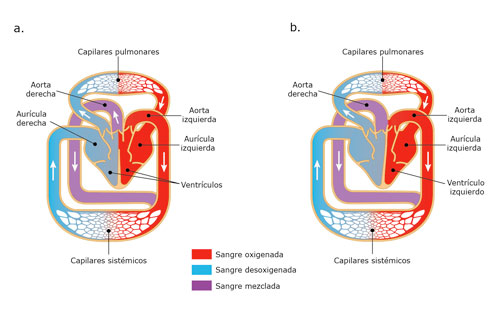 a.
Capilares pulmonares
Aorta
derecha
Aurícula
derecha
Aorta
izquierda
Aurícula
izquierda
Ventrículos
Capilares sistémicos
b.
Capilares pulmonares
Aorta
derecha
Aorta
izquierda
Aurícula
izquierda
Ventrículo
izquierdo
Capilares sistémicos
Sangre oxigenada
Sangre desoxigenada
Sangre mezclada